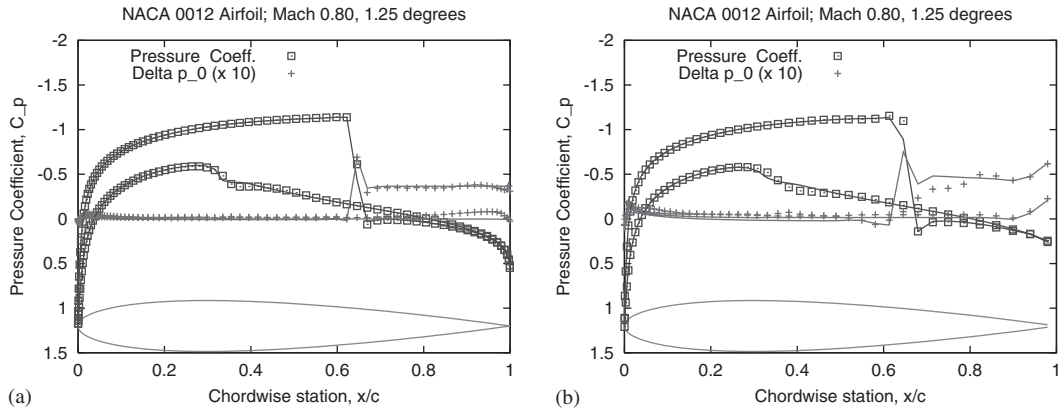 NACA 0012 Airfoil; Mach 0.80, 1.25 degrees
-2
-1.5
-1
-0.5
0
0.5
1
1.5
Pressure Coefficient, C_p
Pressure Coeff.
Delta p_0 (x 10)
0 0.2 0.4 0.6 0.8 1
Chordwise station, x/c
(a)
NACA 0012 Airfoil; Mach 0.80, 1.25 degrees
-2
-1.5
-1
-0.5
0
0.5
1
1.5
Pressure Coefficient, C_p
Pressure Coeff.
Delta p_0 (x 10)
0 0.2 0.4 0.6 0.8 1
Chordwise station, x/c
(b)